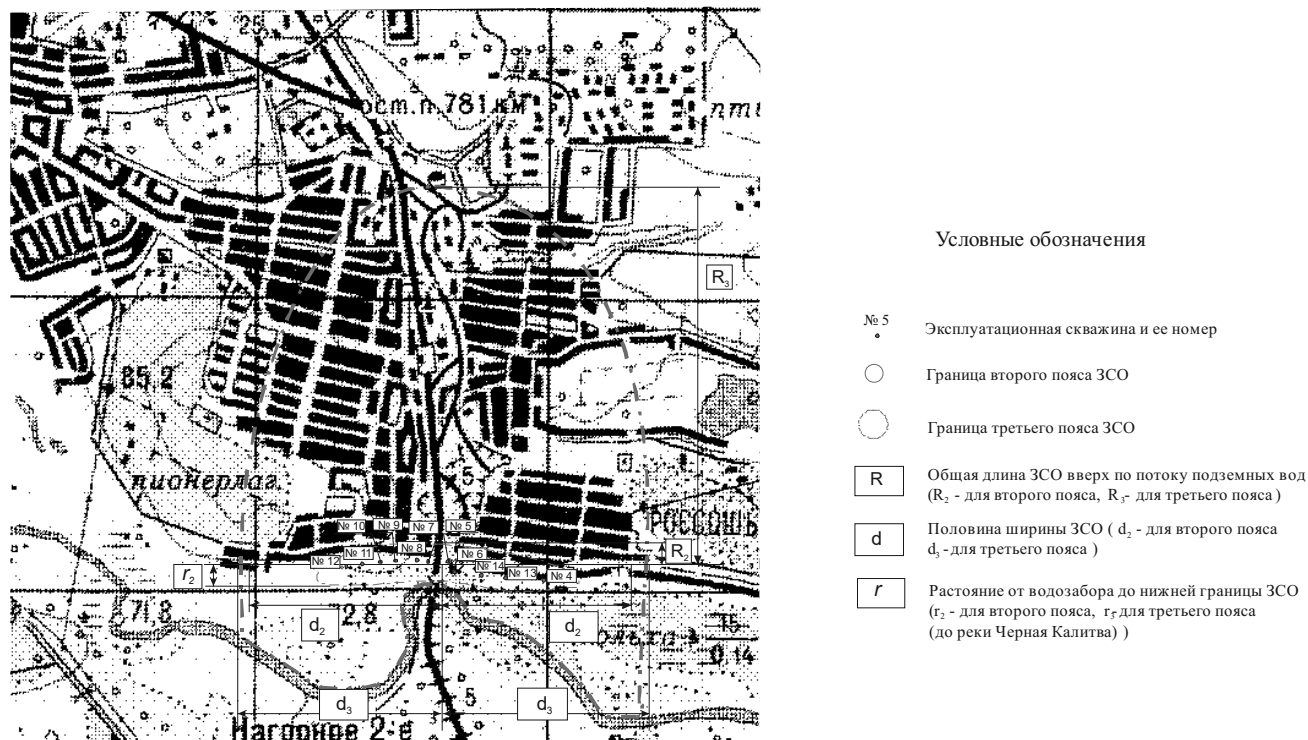 25
ост.п.781 км
пти
R₃
85,2
пионерлаг.
5
РОССОШЬ
№ 10
№ 9
№ 7
№ 5
№ 11
№ 8
№ 6
R₂
№ 12
№ 14
№ 13
№ 4
r₂
71,8
d₂
d₂
15
0,14
5
d₃
d₃
Нагорное 2-е
Условные обозначения
№ 5
Эксплуатационная скважина и ее номер
Граница второго пояса ЗСО
Граница третьего пояса ЗСО
R
Общая длина ЗСО вверх по потоку подземных вод
(R₂ - для второго пояса, R₃- для третьего пояса )
d
Половина ширины ЗСО ( d₂ - для второго пояса
d₃ -для третьего пояса )
r
Растояние от водозабора до нижней границы ЗСО
(r₂ - для второго пояса, r₃-для третьего пояса
(до реки Черная Калитва) )